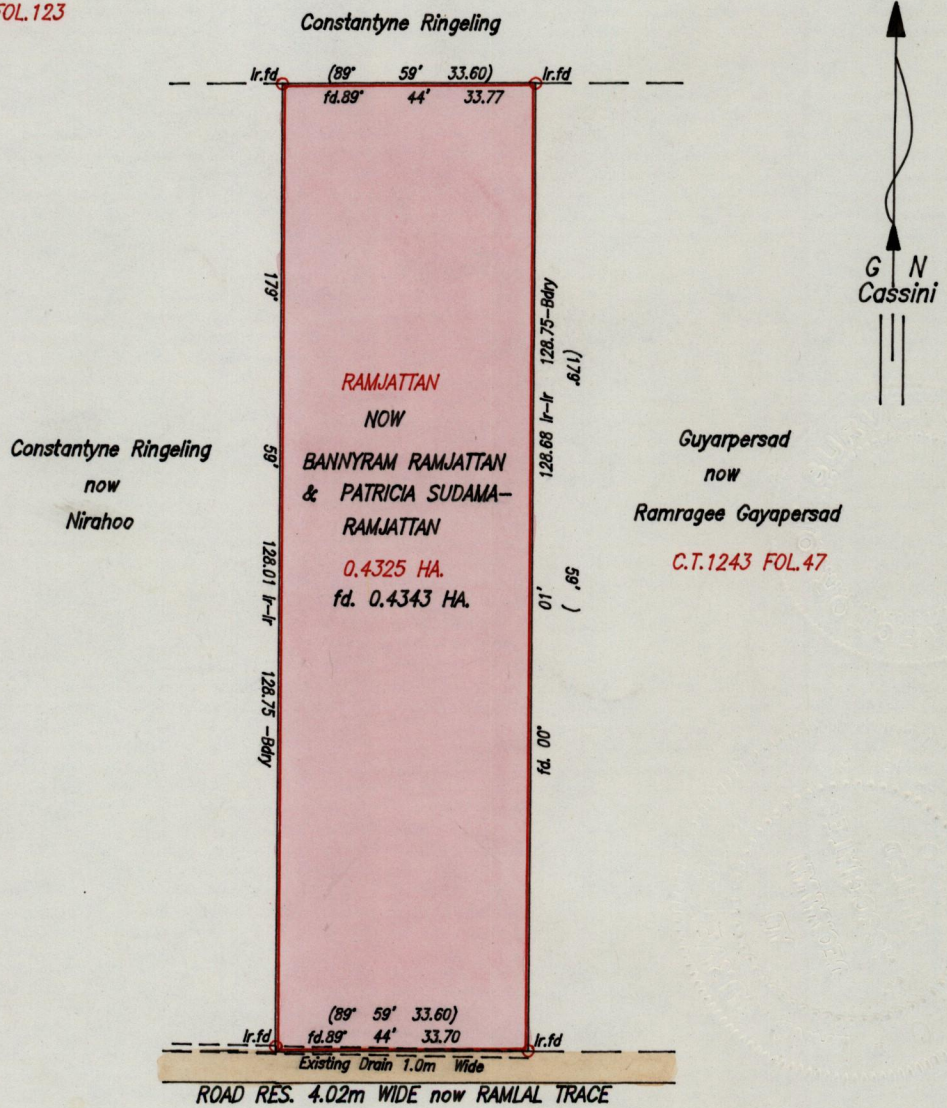 FOL.123
Constantyne Ringeling
Ir.fd (89° 59' 33.60) Ir.fd
fd.89° 44' 33.77
G N
Cassini
179° 59' 128.01 Ir-Ir 128.75 -Bdry
RAMJATTAN
NOW
BANNYRAM RAMJATTAN
& PATRICIA SUDAMA-
RAMJATTAN
0.4325 HA.
fd. 0.4343 HA.
128.68 Ir-Ir 128.75-Bdry
(179° 59' )
fd. 00° 01'
Constantyne Ringeling
now
Nirahoo
Guyarpersad
now
Ramragee Gayapersad
C.T.1243 FOL.47
(89° 59' 33.60)
Ir.fd fd.89° 44' 33.70 Ir.fd
Existing Drain 1.0m Wide
ROAD RES. 4.02m WIDE now RAMLAL TRACE